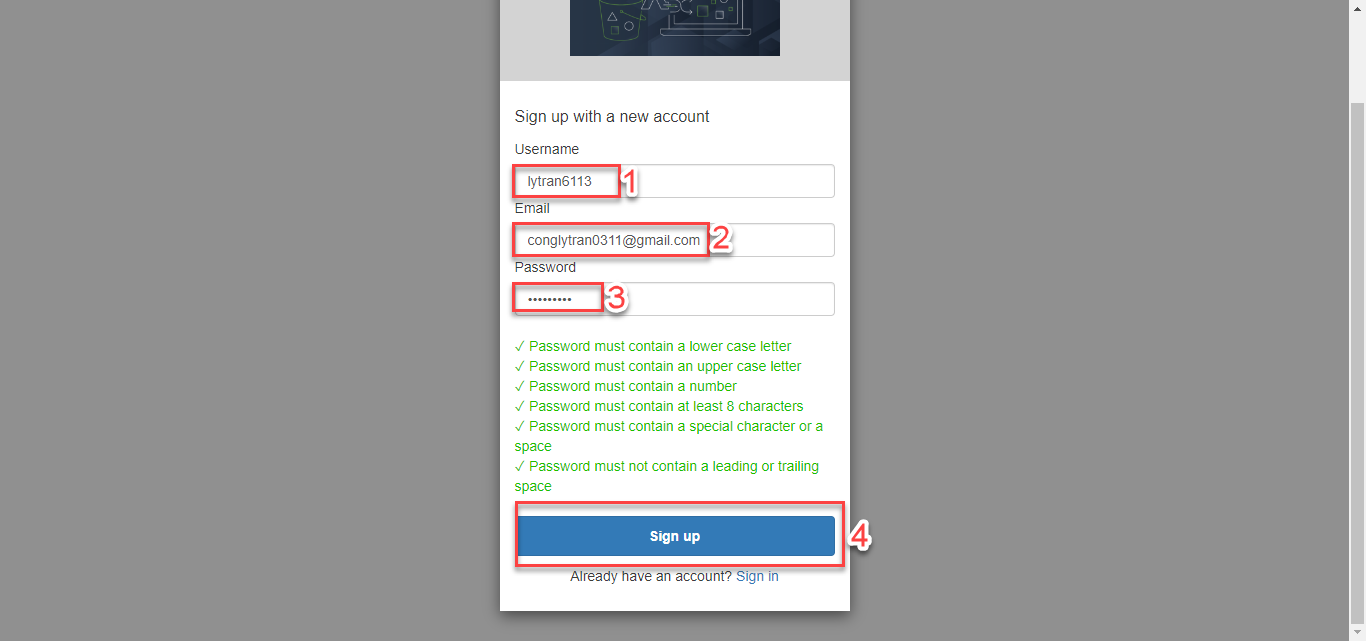 Sign up with a new account
Username
lytran6113 1
Email
conglytran0311@gmail.com 2
Password
••••••••• 3
✓ Password must contain a lower case letter
✓ Password must contain an upper case letter
✓ Password must contain a number
✓ Password must contain at least 8 characters
✓ Password must contain a special character or a
space
✓ Password must not contain a leading or trailing
space
Sign up 4
Already have an account? Sign in